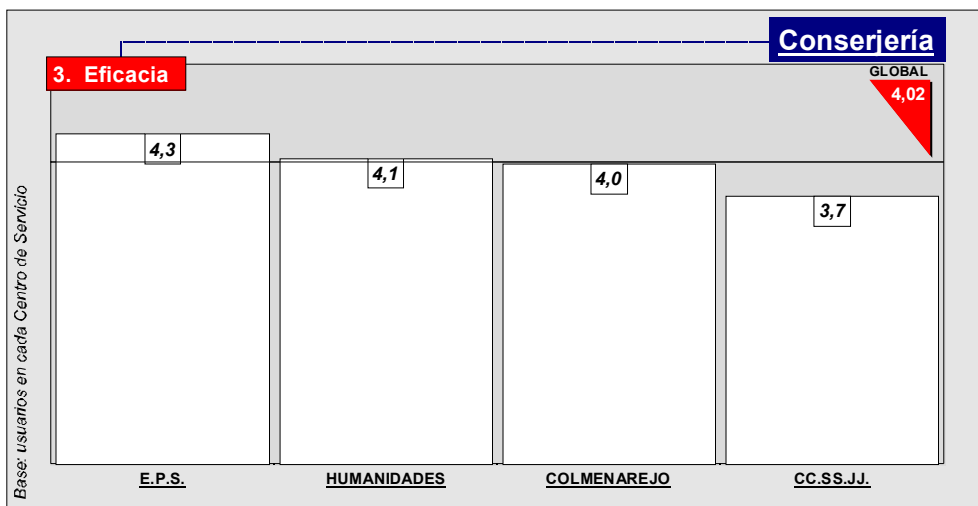 Conserjería
3. Eficacia
GLOBAL
4,02
4,3
4,1
4,0
3,7
Base: usuarios en cada Centro de Servicio
E.P.S.
HUMANIDADES
COLMENAREJO
CC.SS.JJ.